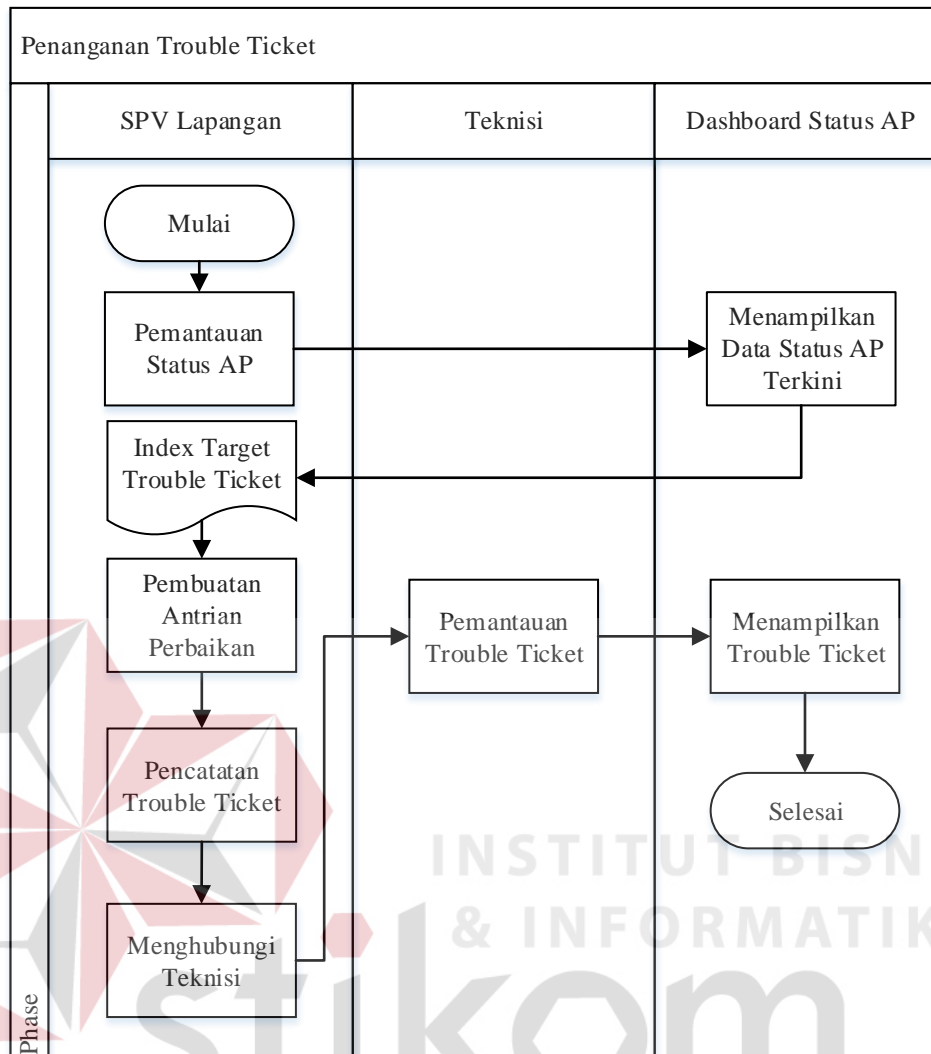 Penanganan Trouble Ticket
SPV Lapangan
Teknisi
Dashboard Status AP
Mulai
Pemantauan
Status AP
Menampilkan
Data Status AP
Terkini
Index Target
Trouble Ticket
Pembuatan
Antrian
Perbaikan
Pemantauan
Trouble Ticket
Menampilkan
Trouble Ticket
Pencatatan
Trouble Ticket
Selesai
Menghubungi
Teknisi
Phase
INSTITUT BISN
& INFORMATIK
stikom